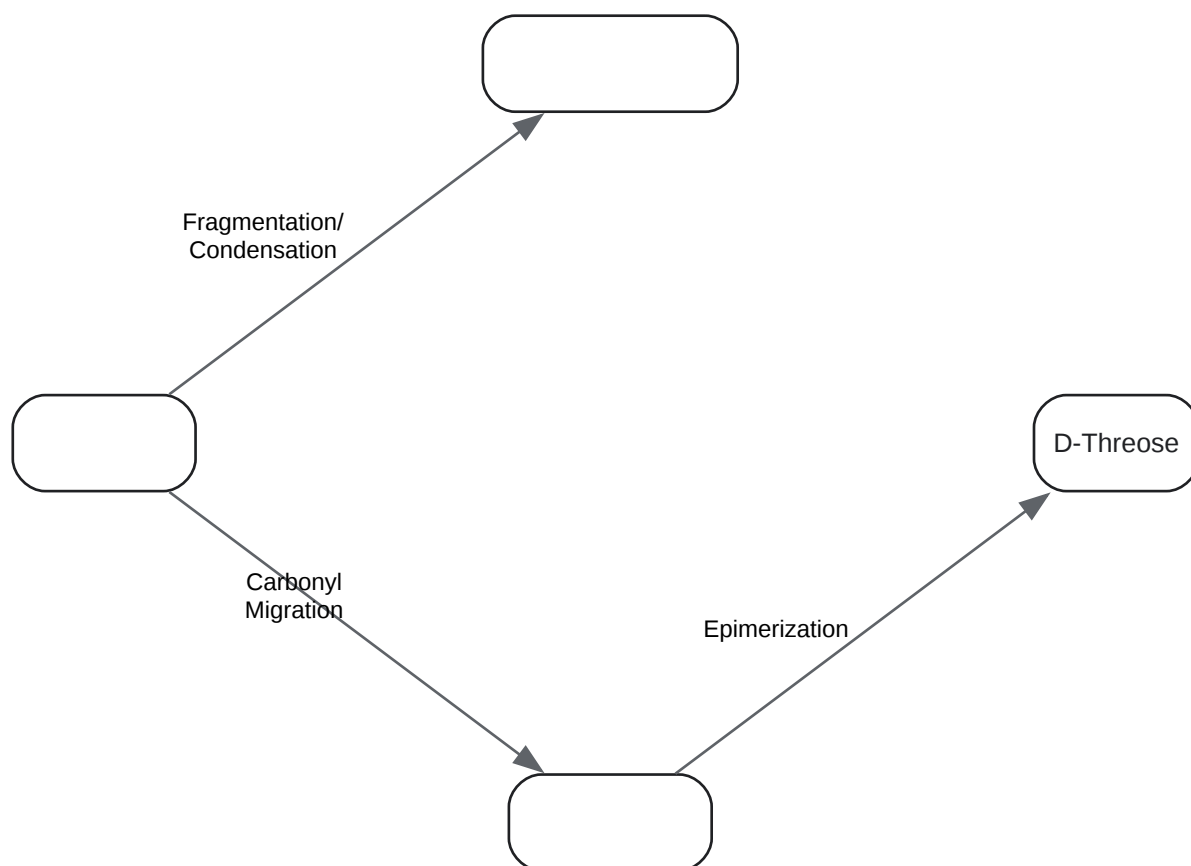 Fragmentation/
Condensation
D-Threose
Carbonyl
Migration
Epimerization